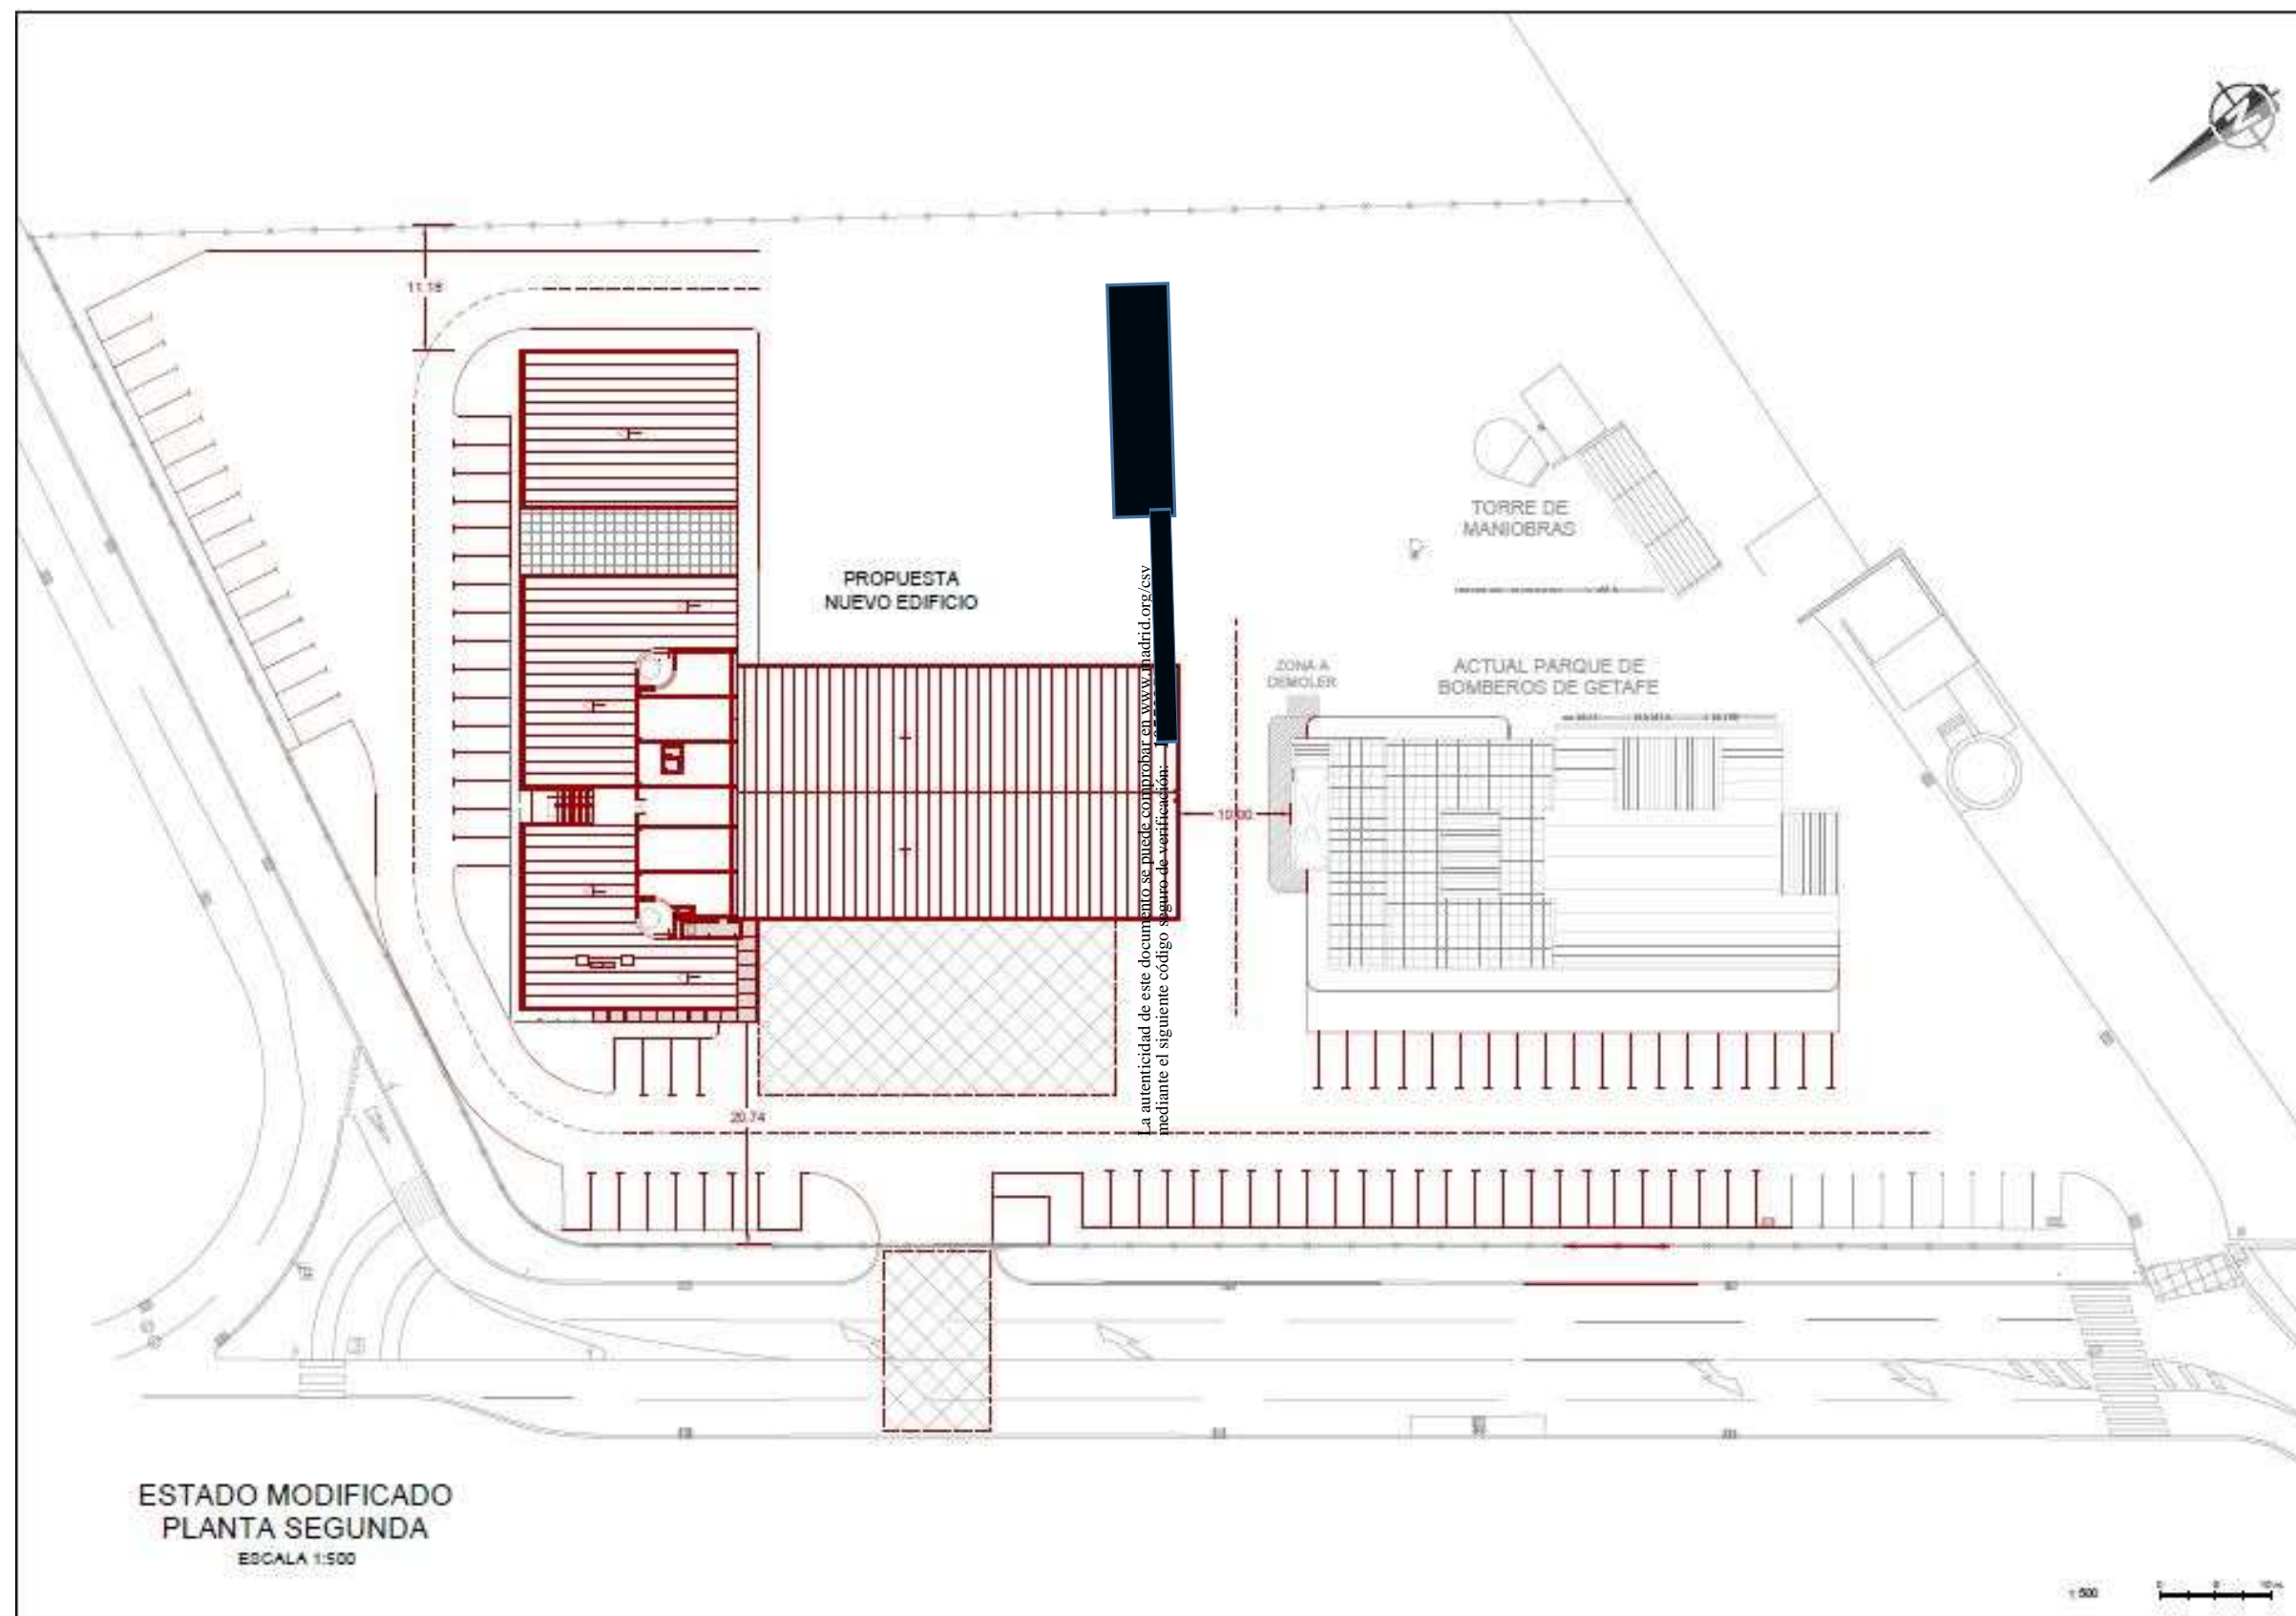 11.18
PROPUESTA
NUEVO EDIFICIO
TORRE DE
MANIOBRAS
ZONA A
DEMOLER
ACTUAL PARQUE DE
BOMBEROS DE GETAFE
10.00
20.74
La autenticidad de este documento se puede comprobar en www.madrid.org/csv
mediante el siguiente código seguro de verificación:
ESTADO MODIFICADO
PLANTA SEGUNDA
ESCALA 1:500
1:500
N